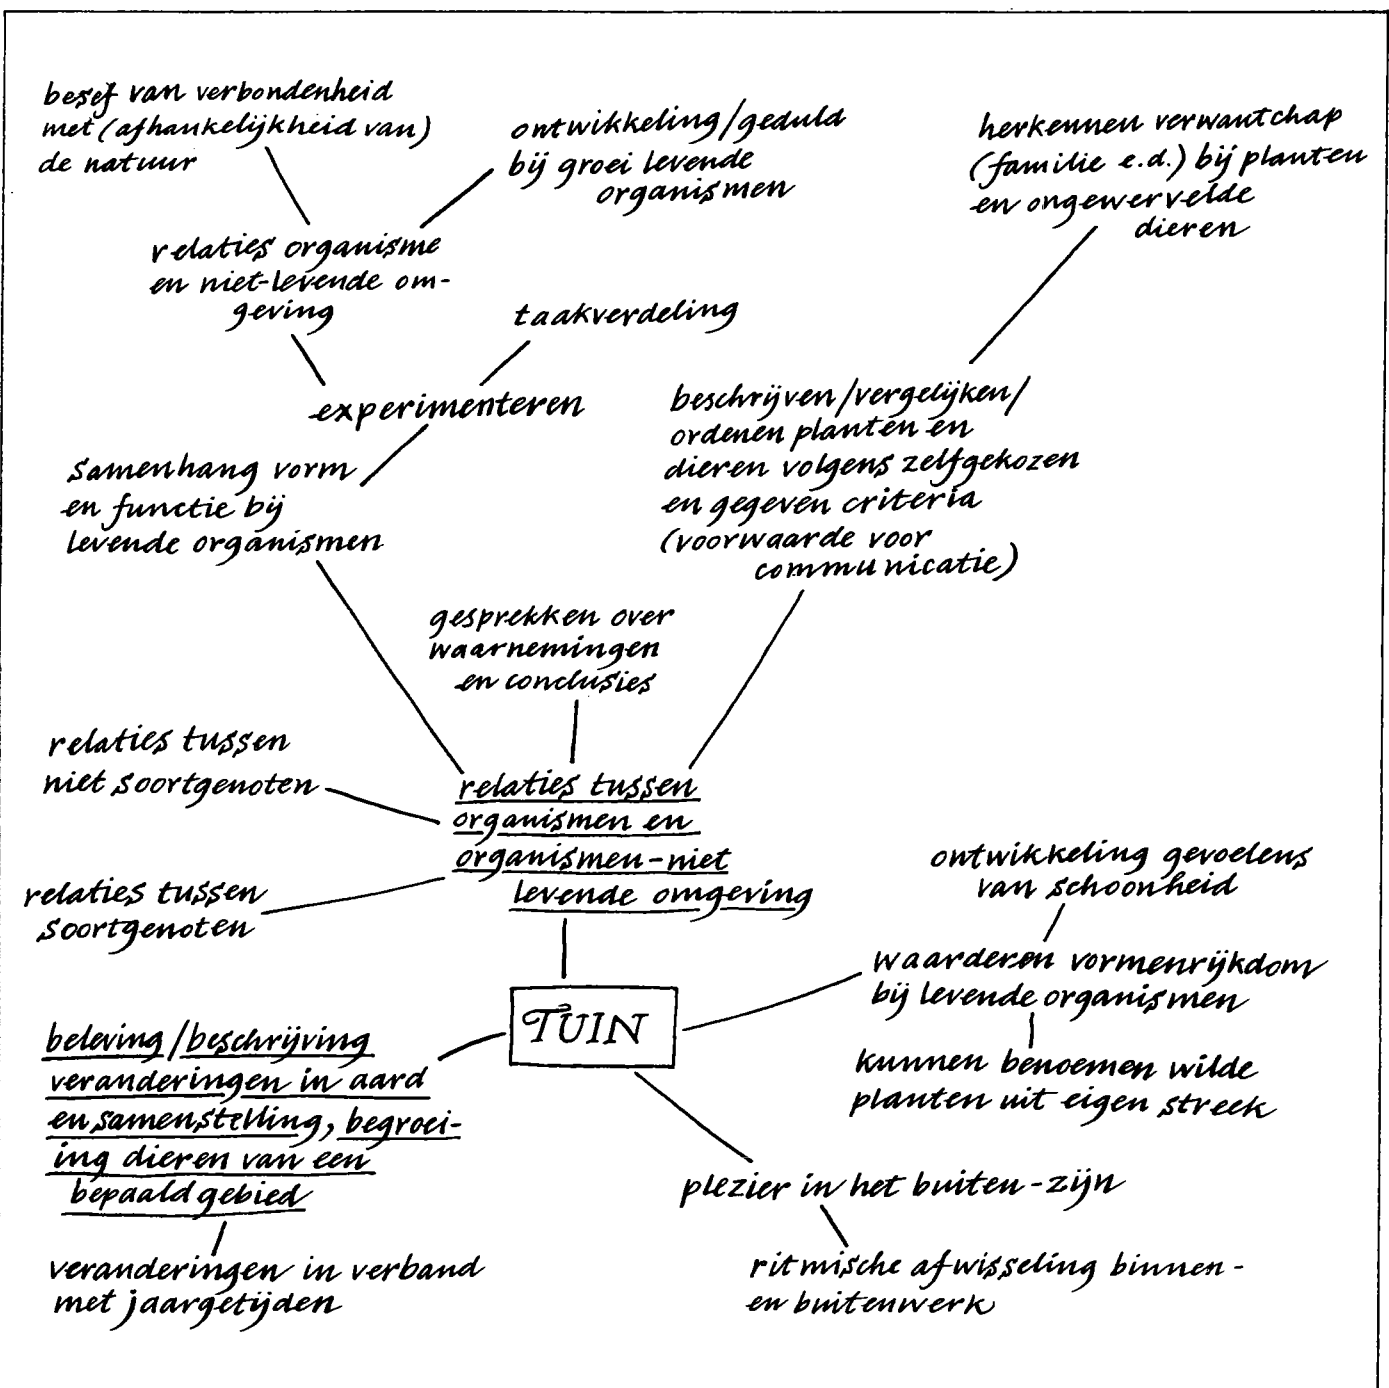 besef van verbondenheid
met (afhankelijkheid van)
de natuur
ontwikkeling/geduld
bij groei levende
organismen
herkennen verwantchap
(familie e.d.) bij planten
en ongewervelde
dieren
relaties organisme
en niet-levende om-
geving
taakverdeling
experimenteren
beschrijven/vergelijken/
ordenen planten en
dieren volgens zelfgekozen
en gegeven criteria
(voorwaarde voor
communicatie)
samenhang vorm
en functie bij
levende organismen
gesprekken over
waarnemingen
en conclusies
relaties tussen
niet soortgenoten
relaties tussen
organismen en
organismen-niet
levende omgeving
relaties tussen
soortgenoten
ontwikkeling gevoelens
van schoonheid
waarderen vormenrijkdom
bij levende organismen
kunnen benoemen wilde
planten uit eigen streek
TUIN
beleving/beschrijving
veranderingen in aard
en samenstelling, begroei-
ing dieren van een
bepaald gebied
veranderingen in verband
met jaargetijden
plezier in het buiten-zijn
ritmische afwisseling binnen-
en buitenwerk